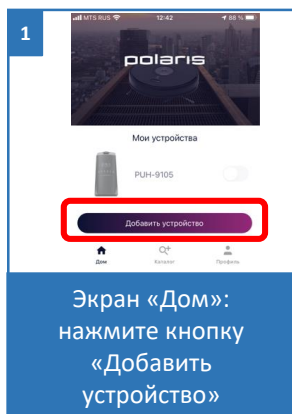 1
MTS RUS 12:42 88 %
polaris
Мои устройства
PUH-9105
Добавить устройство
Дом Каталог Профиль
Экран «Дом»:
нажмите кнопку
«Добавить
устройство»